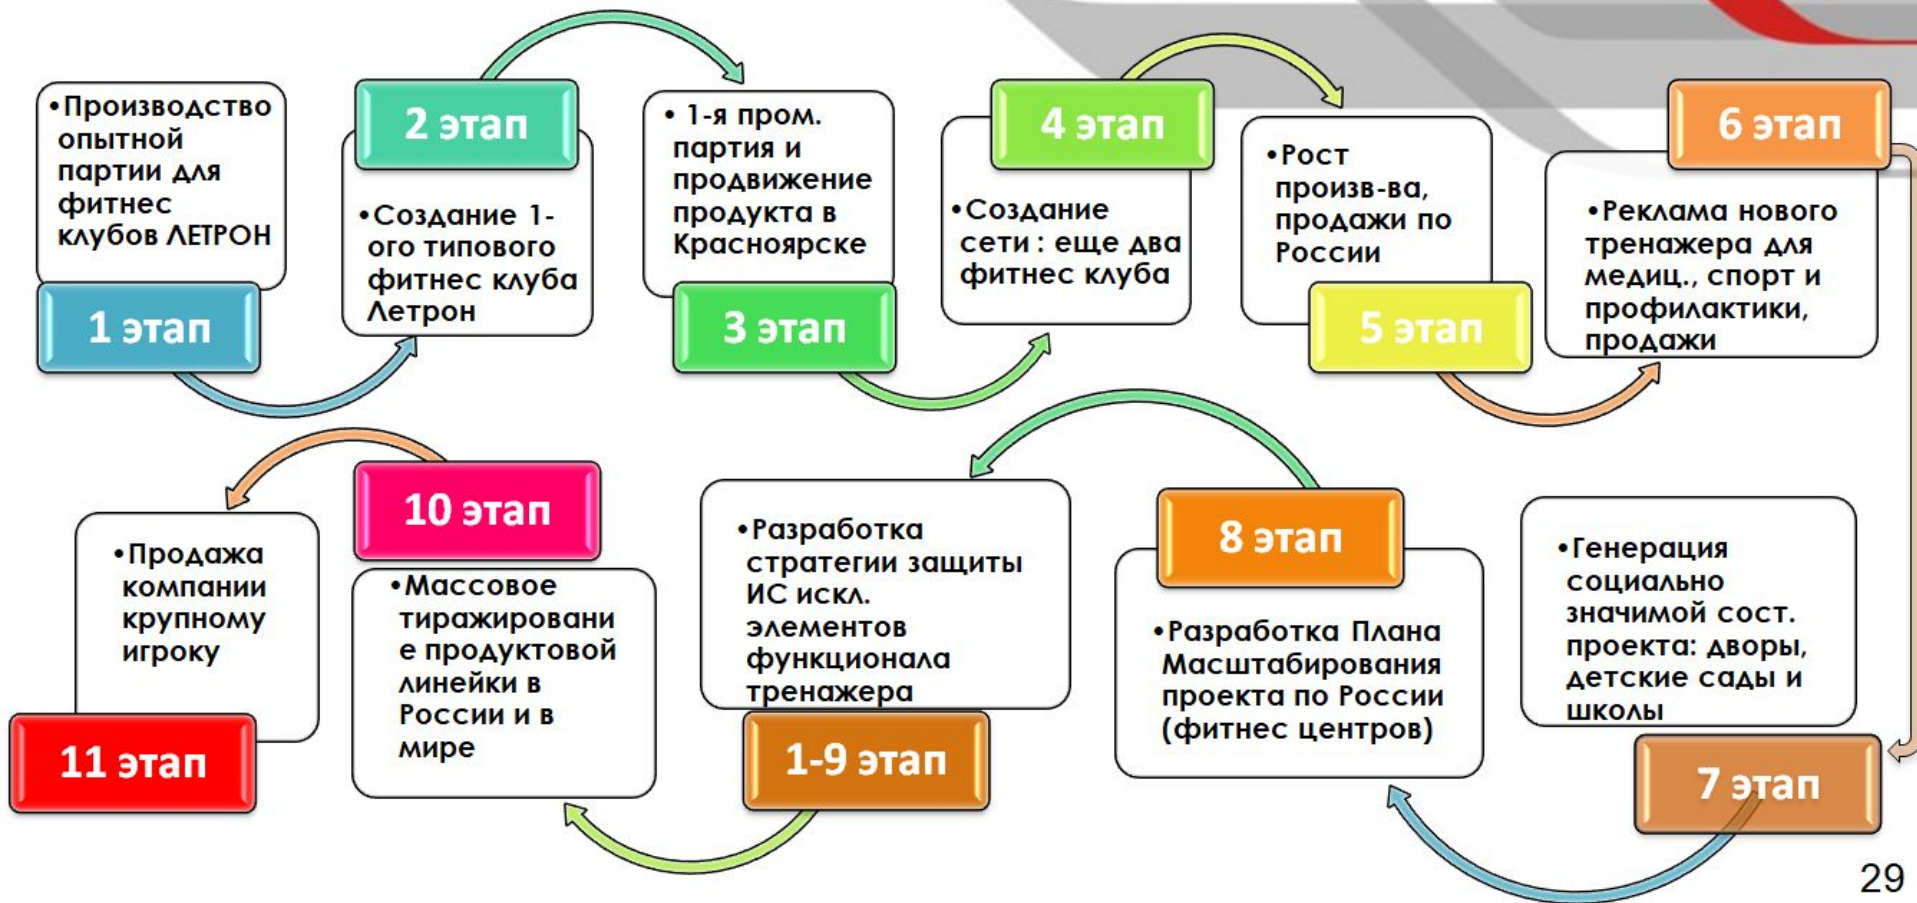 •Производство
опытной
партии для
фитнес
клубов ЛЕТРОН
1 этап
2 этап
•Создание 1-
ого типового
фитнес клуба
Летрон
• 1-я пром.
партия и
продвижение
продукта в
Красноярске
3 этап
4 этап
•Создание
сети : еще два
фитнес клуба
•Рост
произв-ва,
продажи по
России
5 этап
6 этап
•Реклама нового
тренажера для
медиц., спорт и
профилактики,
продажи
•Генерация
социально
значимой сост.
проекта: дворы,
детские сады и
школы
7 этап
8 этап
•Разработка Плана
Масштабирования
проекта по России
(фитнес центров)
•Разработка
стратегии защиты
ИС искл.
элементов
функционала
тренажера
1-9 этап
10 этап
•Массовое
тиражировани
е продуктовой
линейки в
России и в
мире
•Продажа
компании
крупному
игроку
11 этап
29